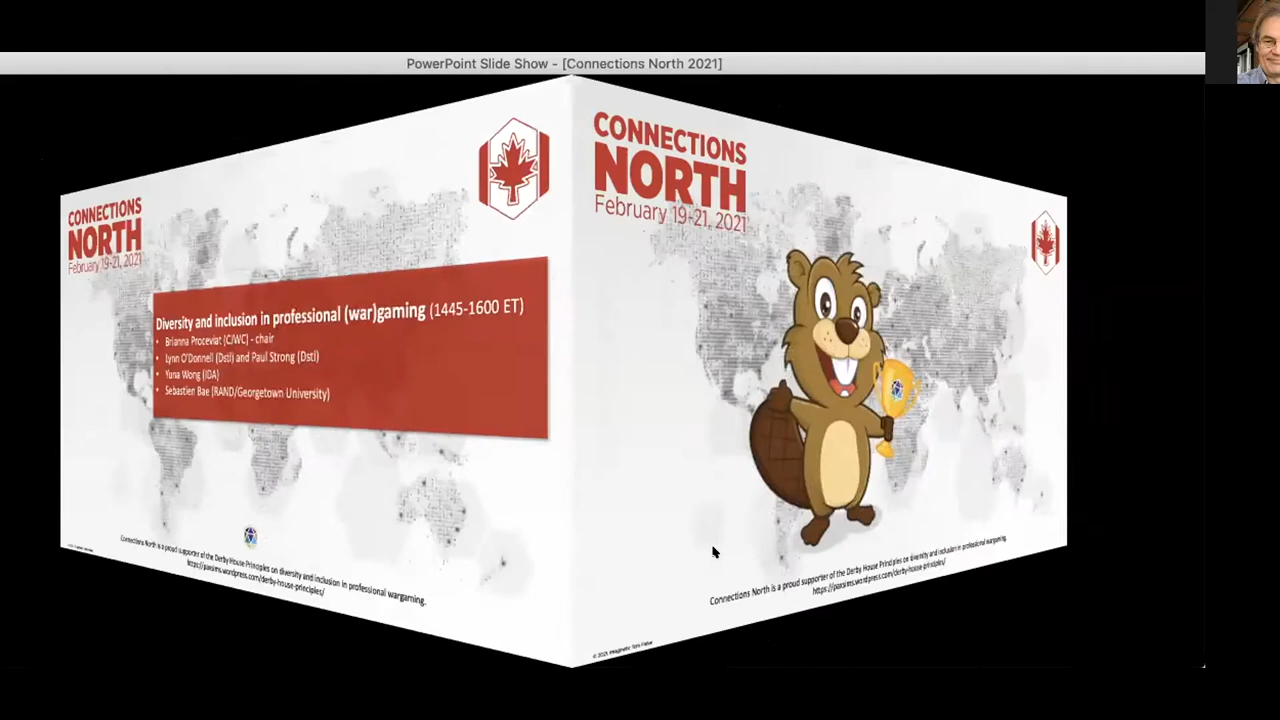 PowerPoint Slide Show - [Connections North 2021]
CONNECTIONS
NORTH
February 19-21, 2021
Diversity and inclusion in professional (war)gaming (1445-1600 ET)
• Brianna Proceviat (C/WC) - chair
• Lynn O'Donnell (Dstl) and Paul Strong (Dstl)
• Yuna Wong (IDA)
• Sebastien Bae (RAND/Georgetown University)
Connections North is a proud supporter of the Derby House Principles on diversity and inclusion in professional wargaming.
https://paxsims.wordpress.com/derby-house-principles/
CONNECTIONS
NORTH
February 19-21, 2021
Connections North is a proud supporter of the Derby House Principles on diversity and inclusion in professional wargaming.
https://paxsims.wordpress.com/derby-house-principles/
© 2021 Imaginetic Tom Fisher